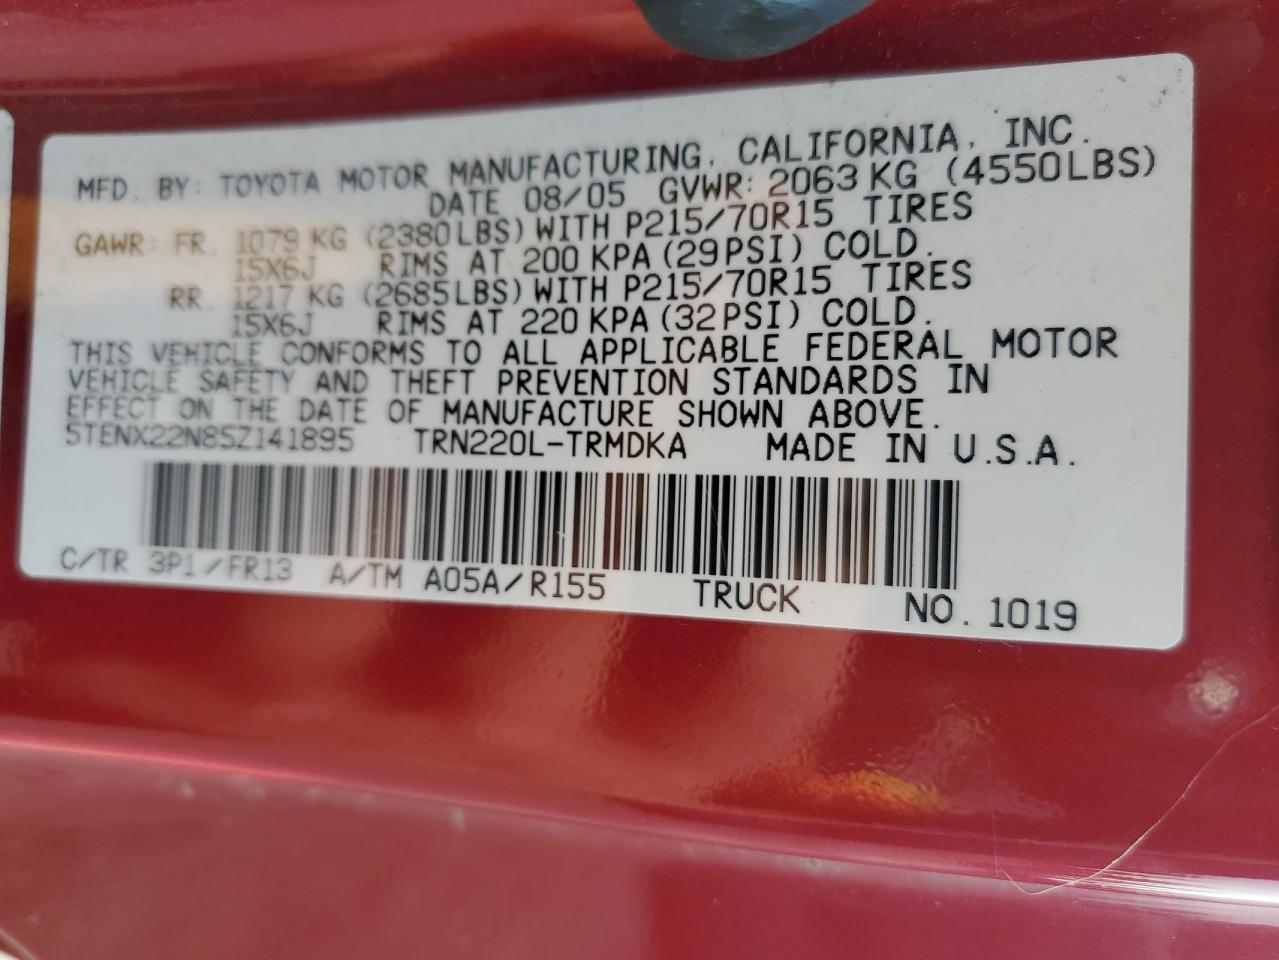 MFD. BY: TOYOTA MOTOR MANUFACTURING, CALIFORNIA, INC.
DATE 08/05 GVWR: 2063 KG (4550LBS)
GAWR: FR. 1079 KG (2380LBS) WITH P215/70R15 TIRES
15X6J RIMS AT 200 KPA (29PSI) COLD.
RR. 1217 KG (2685LBS) WITH P215/70R15 TIRES
15X6J RIMS AT 220 KPA (32PSI) COLD.
THIS VEHICLE CONFORMS TO ALL APPLICABLE FEDERAL MOTOR
VEHICLE SAFETY AND THEFT PREVENTION STANDARDS IN
EFFECT ON THE DATE OF MANUFACTURE SHOWN ABOVE.
5TENX22N85Z141895 TRN220L-TRMDKA MADE IN U.S.A.
C/TR 3P1/FR13 A/TM A05A/R155 TRUCK NO. 1019